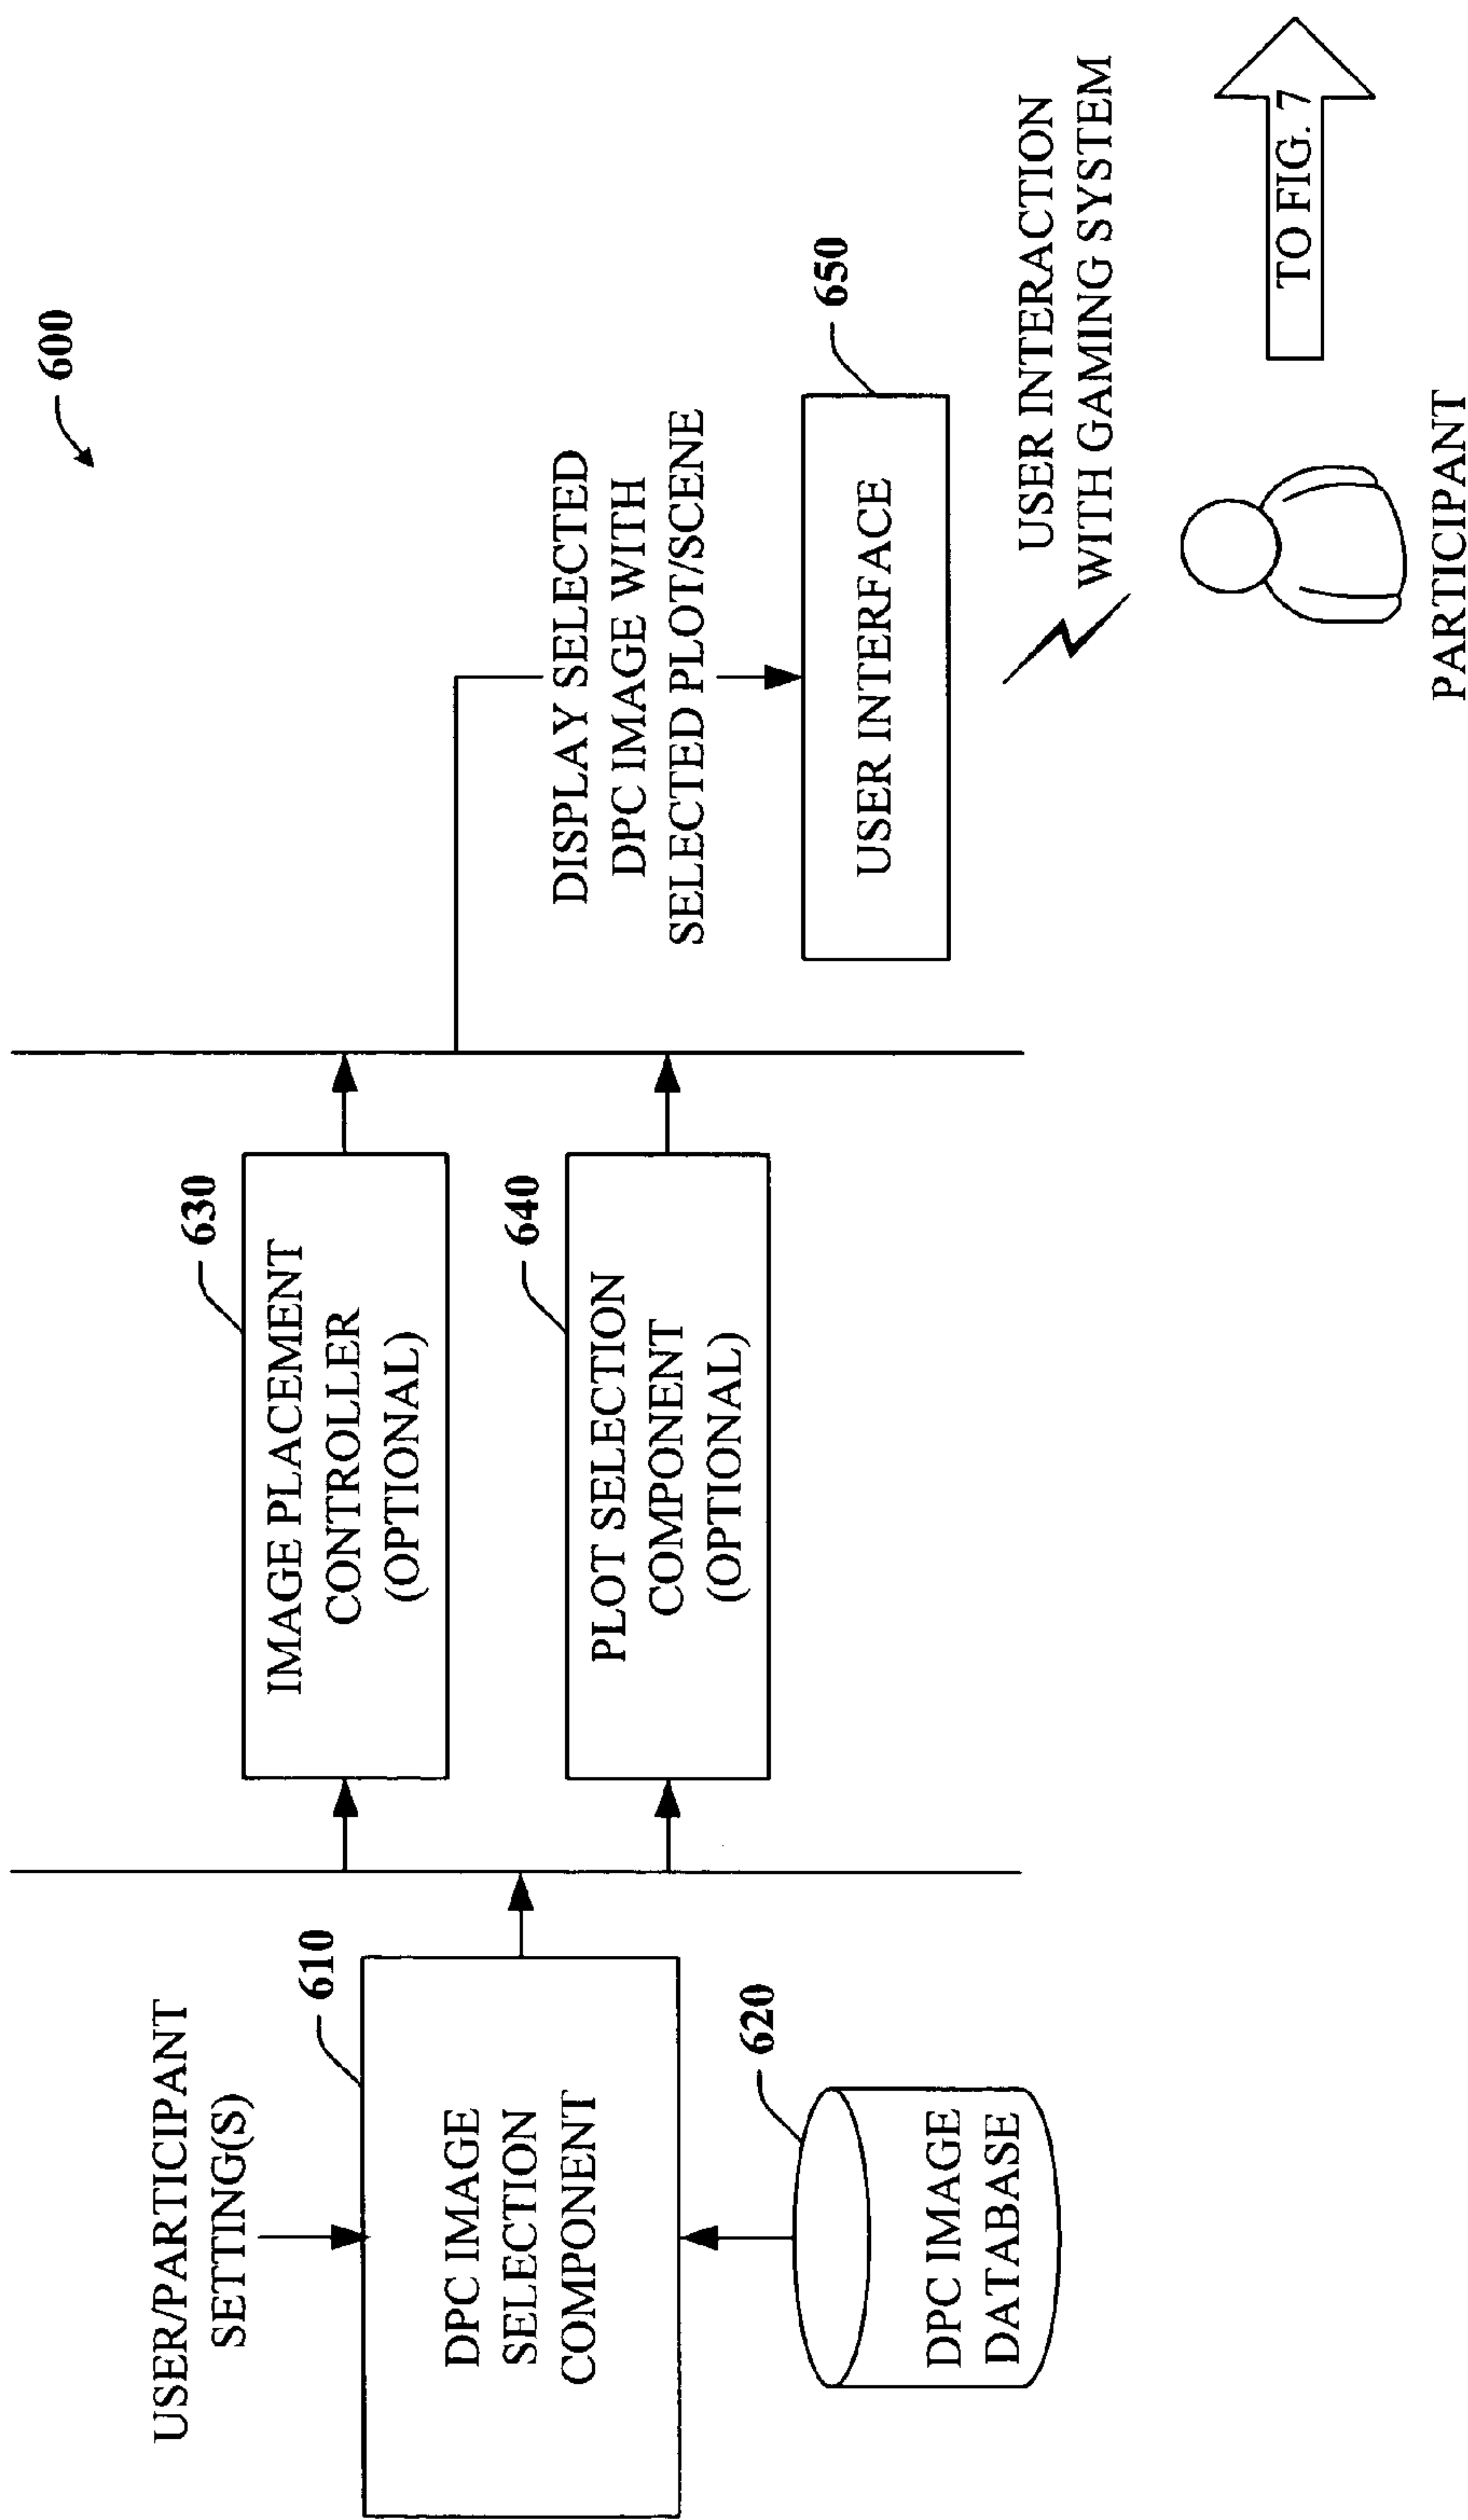 600
USER/PARTICIPANT
SETTING(S)
610
DPC IMAGE
SELECTION
COMPONENT
620
DPC IMAGE
DATABASE
630
IMAGE PLACEMENT
CONTROLLER
(OPTIONAL)
640
PLOT SELECTION
COMPONENT
(OPTIONAL)
DISPLAY SELECTED
DPC IMAGE WITH
SELECTED PLOT/SCENE
650
USER INTERFACE
USER INTERACTION
WITH GAMING SYSTEM
PARTICIPANT
TO FIG. 7